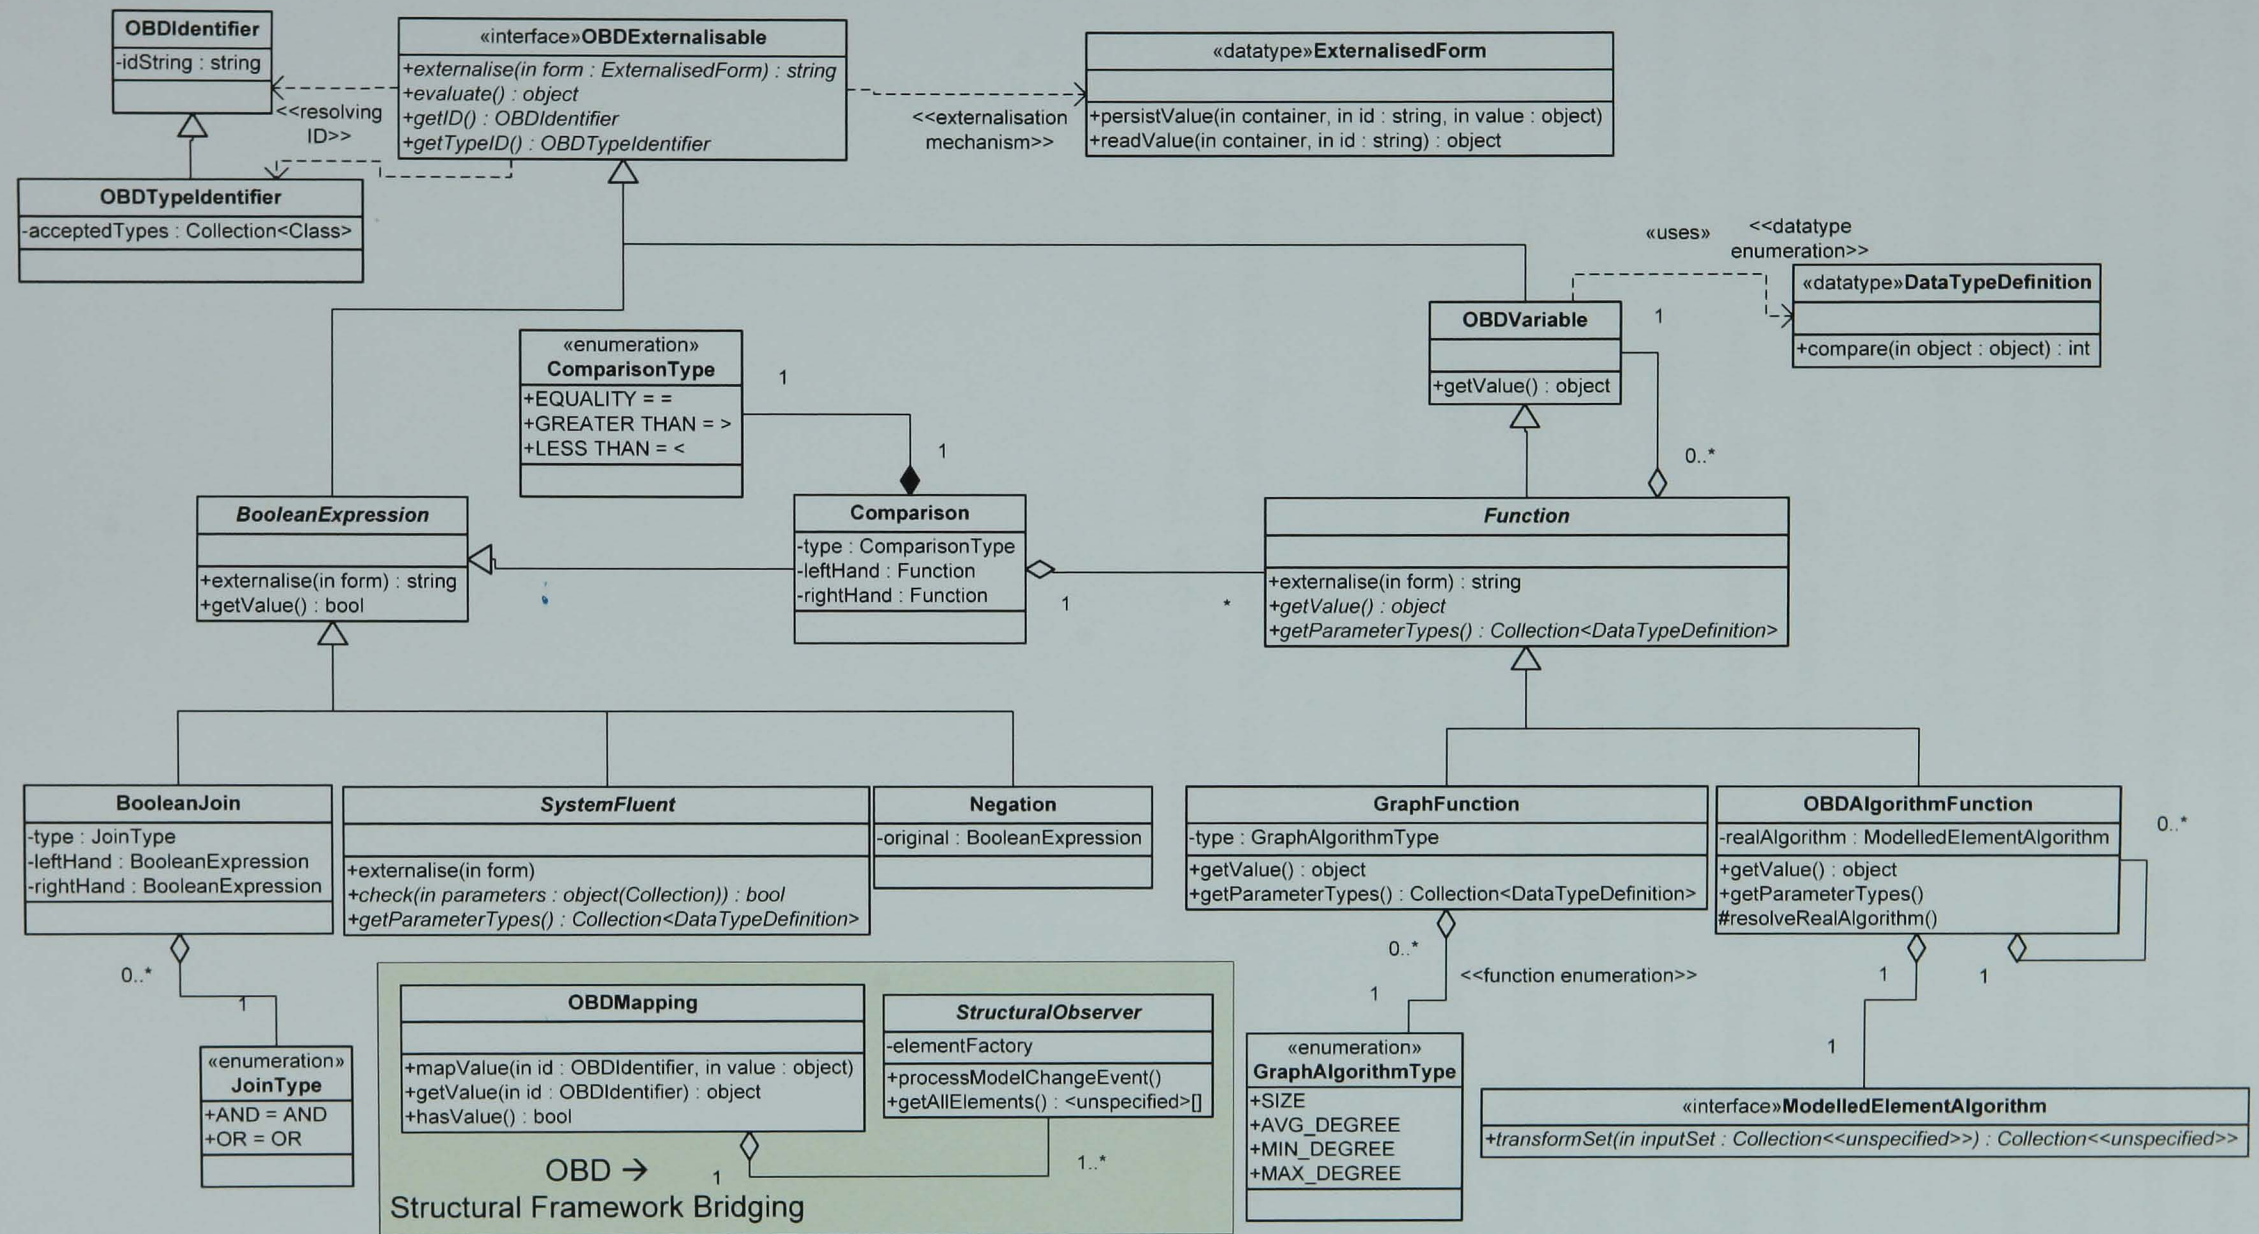 OBDIdentifier
-idString : string
«interface»OBDExternalisable
+externalise(in form : ExternalisedForm) : string
+evaluate() : object
+getID() : OBDIdentifier
+getTypeID() : OBDTypeIdentifier
«datatype»ExternalisedForm
+persistValue(in container, in id : string, in value : object)
+readValue(in container, in id : string) : object
<<resolving
ID>>
<<externalisation
mechanism>>
OBDTypeIdentifier
-acceptedTypes : Collection<Class>
«uses»
<<datatype
enumeration>>
«datatype»DataTypeDefinition
+compare(in object : object) : int
OBDVariable
+getValue() : object
1
0..*
«enumeration»
ComparisonType
+EQUALITY = =
+GREATER THAN = >
+LESS THAN = <
1
1
BooleanExpression
+externalise(in form) : string
+getValue() : bool
Comparison
-type : ComparisonType
-leftHand : Function
-rightHand : Function
1
*
Function
+externalise(in form) : string
+getValue() : object
+getParameterTypes() : Collection<DataTypeDefinition>
BooleanJoin
-type : JoinType
-leftHand : BooleanExpression
-rightHand : BooleanExpression
SystemFluent
+externalise(in form)
+check(in parameters : object(Collection)) : bool
+getParameterTypes() : Collection<DataTypeDefinition>
Negation
-original : BooleanExpression
GraphFunction
-type : GraphAlgorithmType
+getValue() : object
+getParameterTypes() : Collection<DataTypeDefinition>
OBDAlgorithmFunction
-realAlgorithm : ModelledElementAlgorithm
+getValue() : object
+getParameterTypes()
#resolveRealAlgorithm()
0..*
1
1
1
0..*
1
«enumeration»
JoinType
+AND = AND
+OR = OR
OBDMapping
+mapValue(in id : OBDIdentifier, in value : object)
+getValue(in id : OBDIdentifier) : object
+hasValue() : bool
StructuralObserver
-elementFactory
+processModelChangeEvent()
+getAllElements() : <unspecified>[]
1
1..*
OBD →
Structural Framework Bridging
0..*
<<function enumeration>>
1
«enumeration»
GraphAlgorithmType
+SIZE
+AVG_DEGREE
+MIN_DEGREE
+MAX_DEGREE
«interface»ModelledElementAlgorithm
+transformSet(in inputSet : Collection<<unspecified>>) : Collection<<unspecified>>